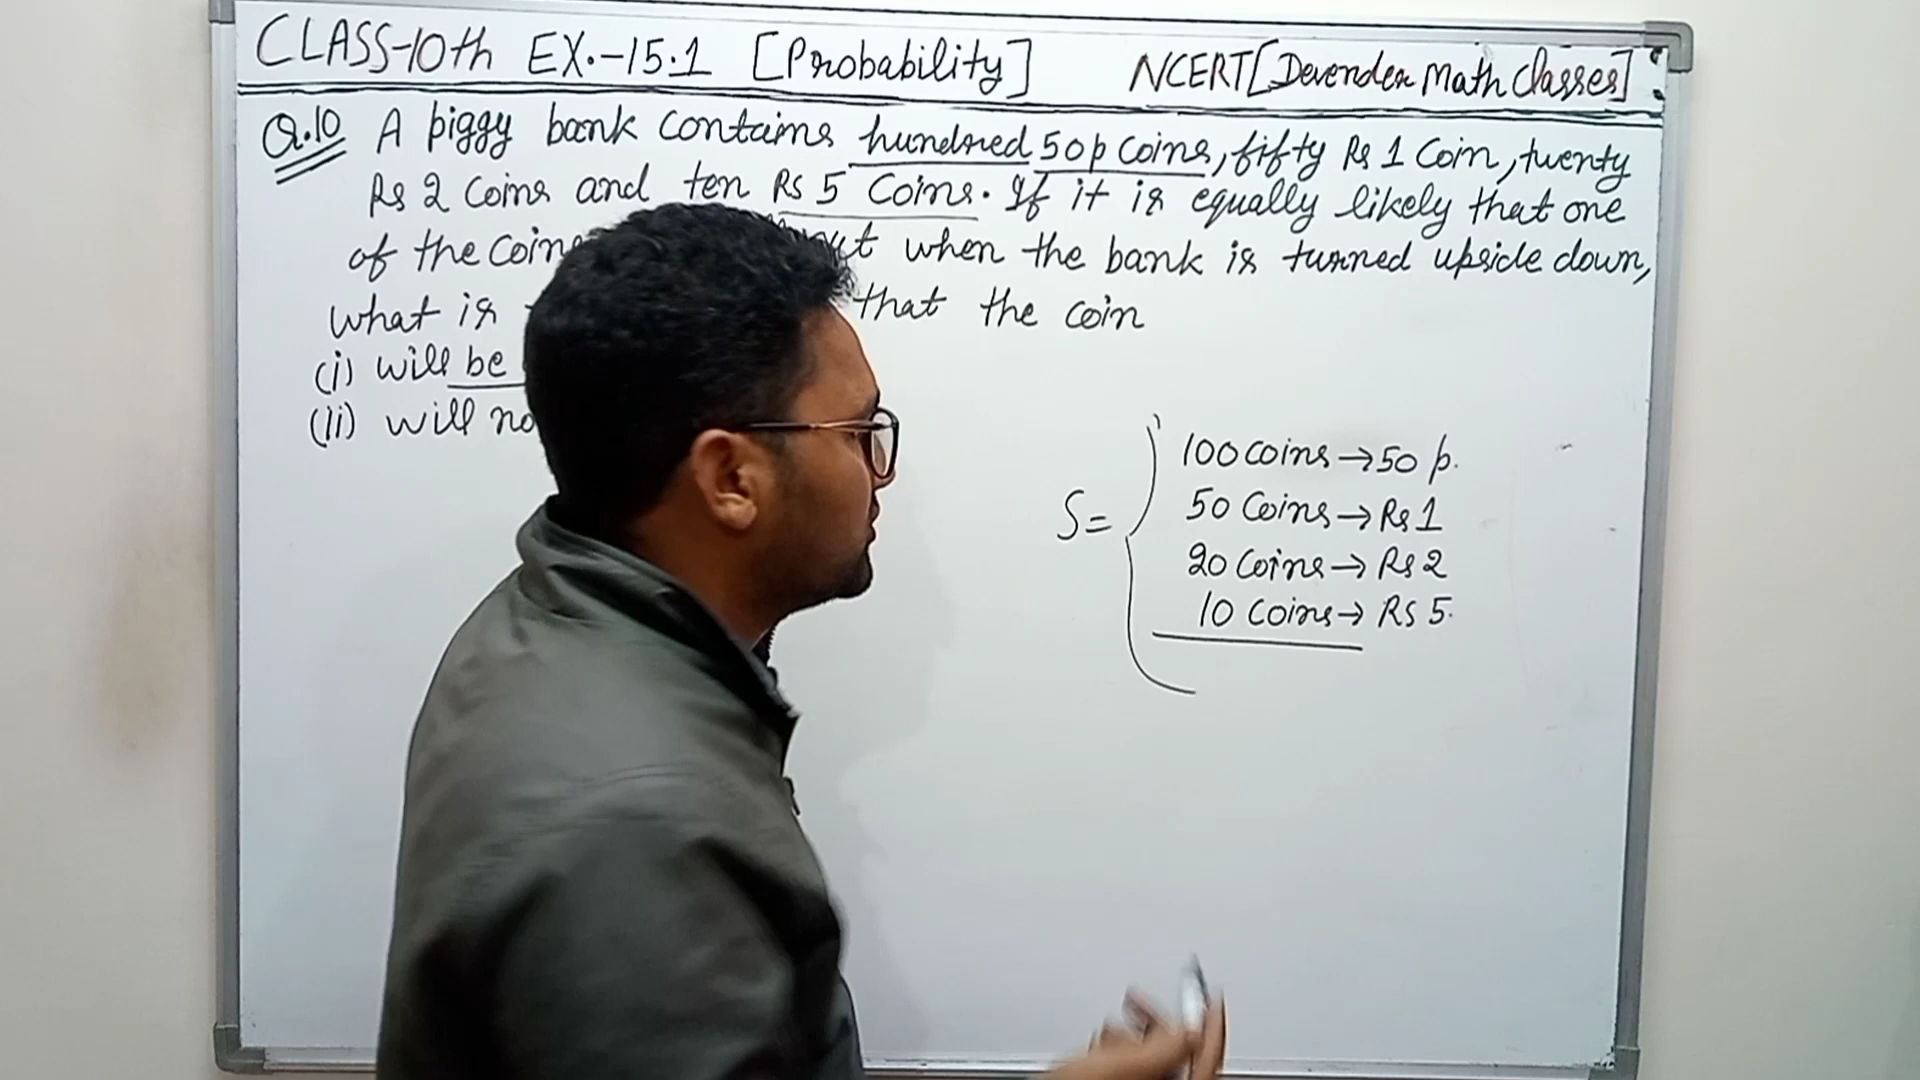 CLASS-10th EX.-15.1 [Probability] NCERT[Devender Math Classes]
Q.10 A piggy bank contains hundred 50p Coins, fifty Rs 1 Coin, twenty
Rs 2 Coins and ten Rs 5 Coins. If it is equally likely that one
of the Coins out when the bank is turned upside down,
what is that the coin
(i) will be
(ii) will
S=
100 coins → 50 p.
50 Coins → Rs 1
20 Coins → Rs 2
10 Coins → RS 5.